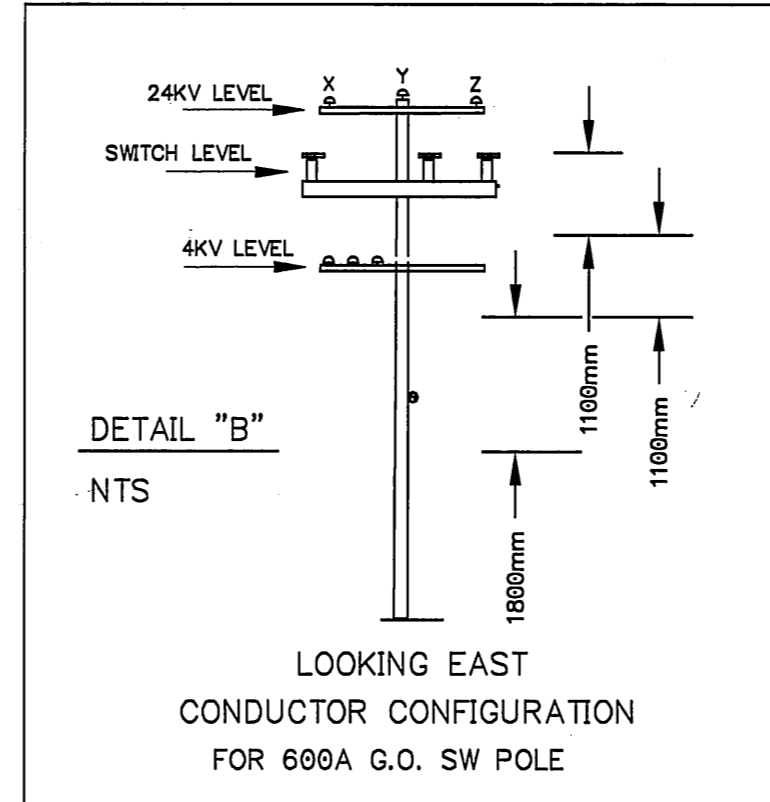 X Y Z
24KV LEVEL
SWITCH LEVEL
4KV LEVEL
1100mm
1100mm
1800mm
DETAIL "B"
NTS
LOOKING EAST
CONDUCTOR CONFIGURATION
FOR 600A G.O. SW POLE